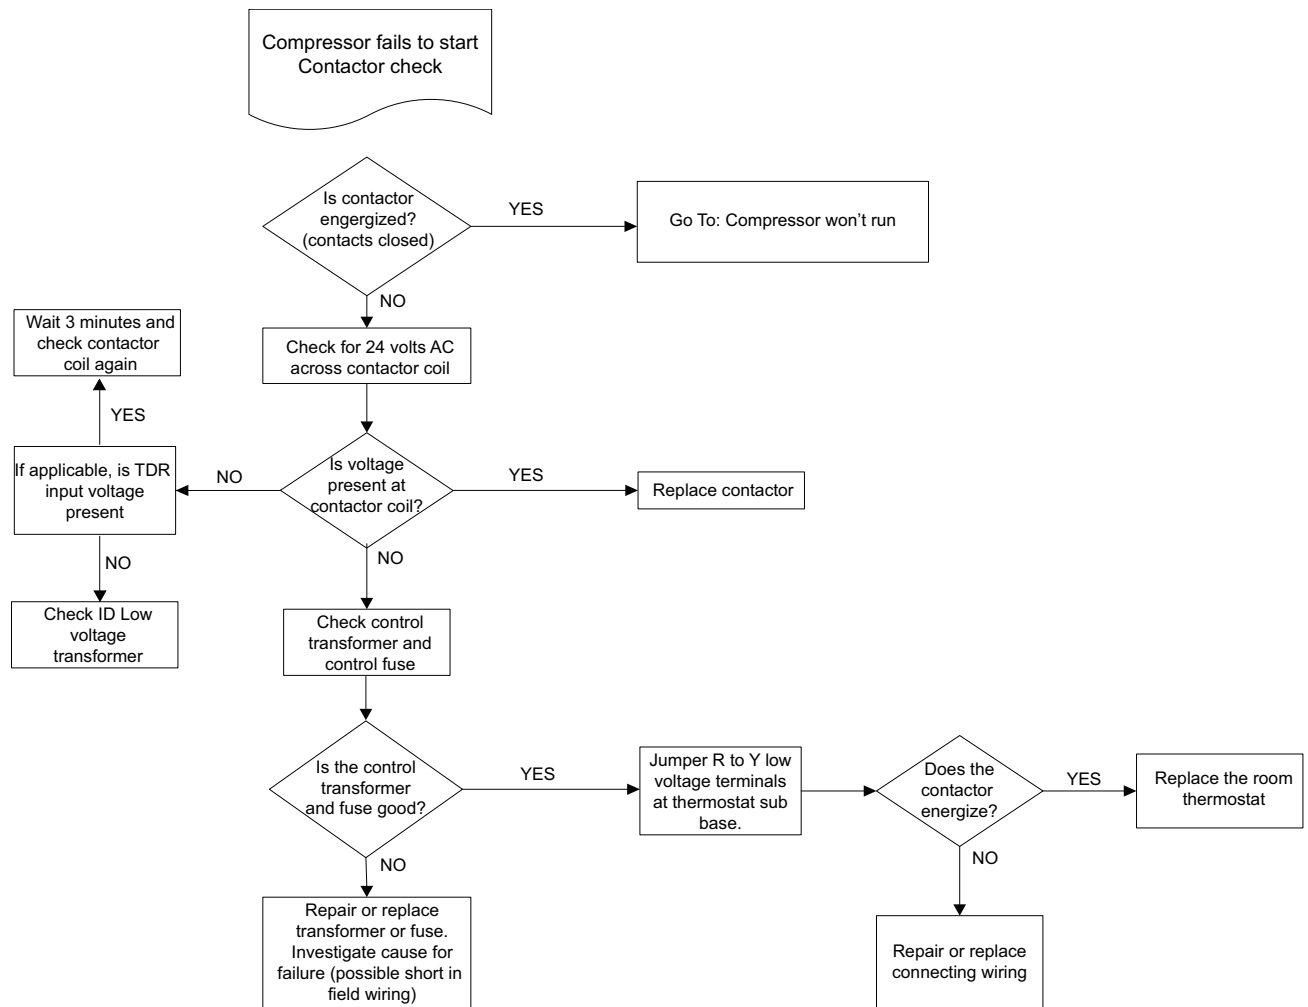 Compressor fails to start
Contactor check
Is contactor
engergized?
(contacts closed)
YES
Go To: Compressor won't run
NO
Wait 3 minutes and
check contactor
coil again
Check for 24 volts AC
across contactor coil
YES
If applicable, is TDR
input voltage
present
NO
Is voltage
present at
contactor coil?
YES
Replace contactor
NO
NO
Check ID Low
voltage
transformer
Check control
transformer and
control fuse
Is the control
transformer
and fuse good?
YES
Jumper R to Y low
voltage terminals
at thermostat sub
base.
Does the
contactor
energize?
YES
Replace the room
thermostat
NO
NO
Repair or replace
transformer or fuse.
Investigate cause for
failure (possible short in
field wiring)
Repair or replace
connecting wiring